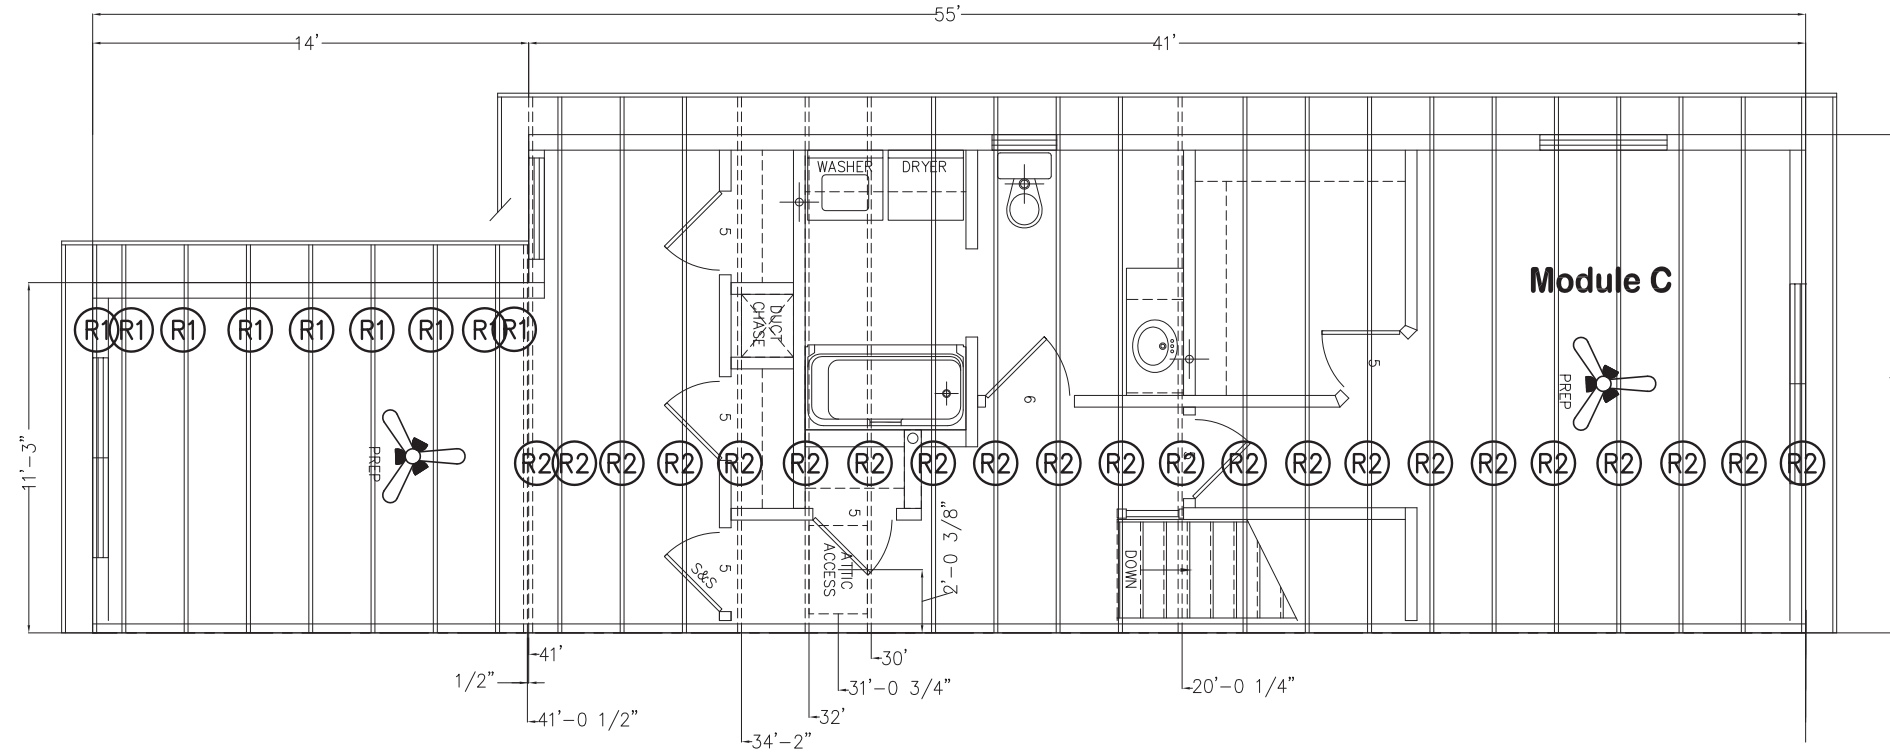 55'
14'
41'
WASHER
DRYER
5
DUCT
CHASE
Module C
R1 R1 R1 R1 R1 R1 R1 R1 R1
5
PREP
5
6
PREP
11'-3"
R2 R2 R2 R2 R2 R2 R2 R2 R2 R2 R2 R2 R2 R2 R2 R2 R2 R2 R2 R2 R2 R2
5
5
2'-0 3/8"
5
S&S
ATTIC
ACCESS
DOWN
41'
30'
1/2"
31'-0 3/4"
20'-0 1/4"
41'-0 1/2"
32'
34'-2"